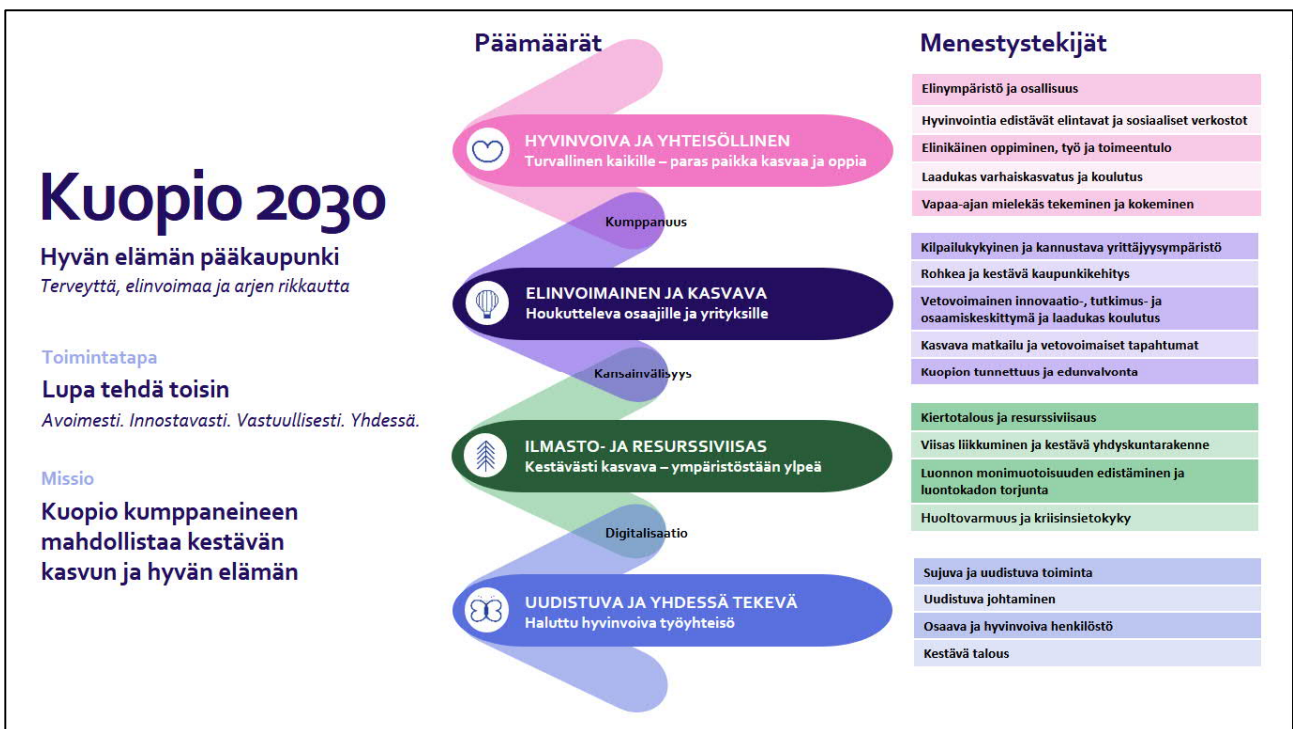 Kuopio 2030
Hyvän elämän pääkaupunki
Terveyttä, elinvoimaa ja arjen rikkautta
Toimintatapa
Lupa tehdä toisin
Avoimesti. Innostavasti. Vastuullisesti. Yhdessä.
Missio
Kuopio kumppaneineen
mahdollistaa kestävän
kasvun ja hyvän elämän
Päämäärät
HYVINVOIVA JA YHTEISÖLLINEN
Turvallinen kaikille – paras paikka kasvaa ja oppia
Kumppanuus
ELINVOIMAINEN JA KASVAVA
Houkutteleva osaajille ja yrityksille
Kansainvälisyys
ILMASTO- JA RESURSSIVIISAS
Kestävästi kasvava – ympäristöstään ylpeä
Digitalisaatio
UUDISTUVA JA YHDESSÄ TEKEVÄ
Haluttu hyvinvoiva työyhteisö
Menestystekijät
Elinympäristö ja osallisuus
Hyvinvointia edistävät elintavat ja sosiaaliset verkostot
Elinikäinen oppiminen, työ ja toimeentulo
Laadukas varhaiskasvatus ja koulutus
Vapaa-ajan mielekäs tekeminen ja kokeminen
Kilpailukykyinen ja kannustava yrittäjyysympäristö
Rohkea ja kestävä kaupunkikehitys
Vetovoimainen innovaatio-, tutkimus- ja
osaamiskeskittymä ja laadukas koulutus
Kasvava matkailu ja vetovoimaiset tapahtumat
Kuopion tunnettuus ja edunvalvonta
Kiertotalous ja resurssiviisaus
Viisas liikkuminen ja kestävä yhdyskuntarakenne
Luonnon monimuotoisuuden edistäminen ja
luontokadon torjunta
Huoltovarmuus ja kriisinsietokyky
Sujuva ja uudistuva toiminta
Uudistuva johtaminen
Osaava ja hyvinvoiva henkilöstö
Kestävä talous